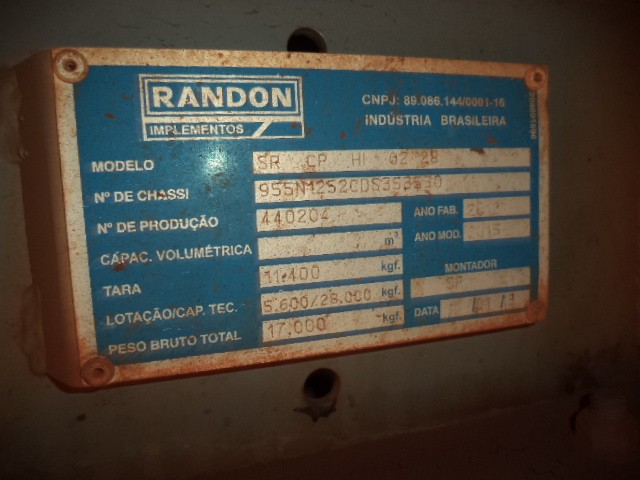 RANDON
IMPLEMENTOS
CNPJ: 89.086.144/0001-16
INDÚSTRIA BRASILEIRA
MODELO SR CP HI 02 28
Nº DE CHASSI
Nº DE PRODUÇÃO 440204 ANO FAB.
CAPAC. VOLUMÉTRICA m³ ANO MOD.
TARA 11.400 kgf. MONTADOR
LOTAÇÃO/CAP. TEC. 5.600/28.000 kgf. SP
PESO BRUTO TOTAL 17.000 kgf. DATA